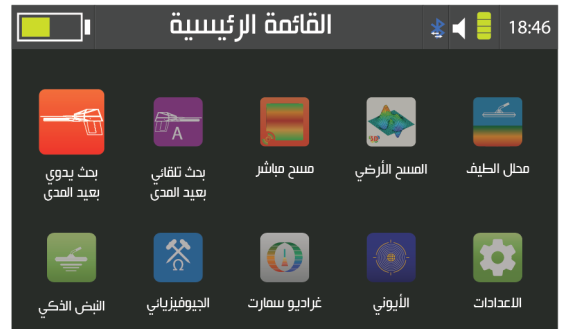 القائمة الرئيسية
18:46
محلل الطيف
المسح الأرضي
مسح مباشر
بحث تلقائي
بعيد المدى
A
بحث يدوي
بعيد المدى
الاعدادات
الأيوني
غراديو سمارت
الجيوفيزيائي
Ω
النبض الذكي